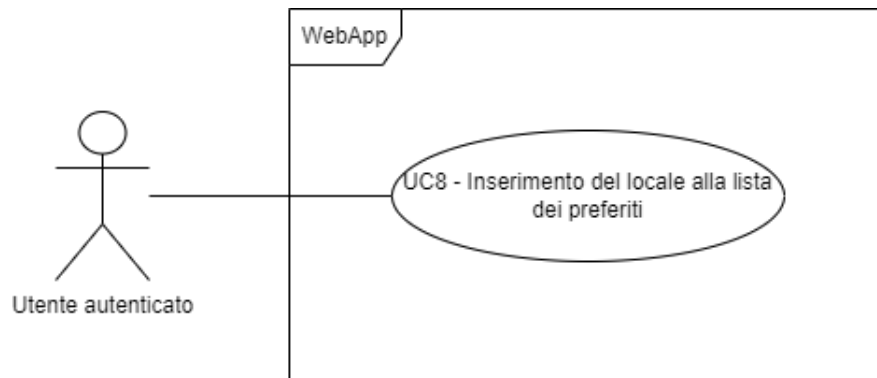 WebApp
UC8 - Inserimento del locale alla lista
dei preferiti
Utente autenticato